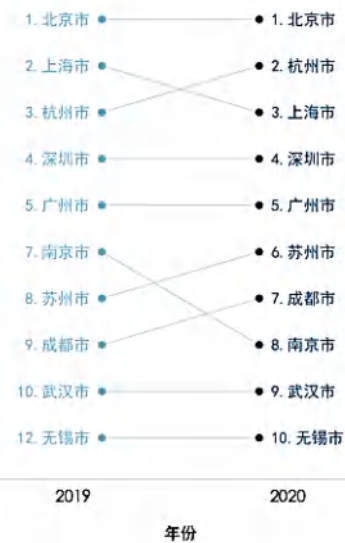 1. 北京市
1. 北京市
2. 上海市
2. 杭州市
3. 杭州市
3. 上海市
4. 深圳市
4. 深圳市
5. 广州市
5. 广州市
7. 南京市
6. 苏州市
8. 苏州市
7. 成都市
9. 成都市
8. 南京市
10. 武汉市
9. 武汉市
12. 无锡市
10. 无锡市
2019
2020
年份